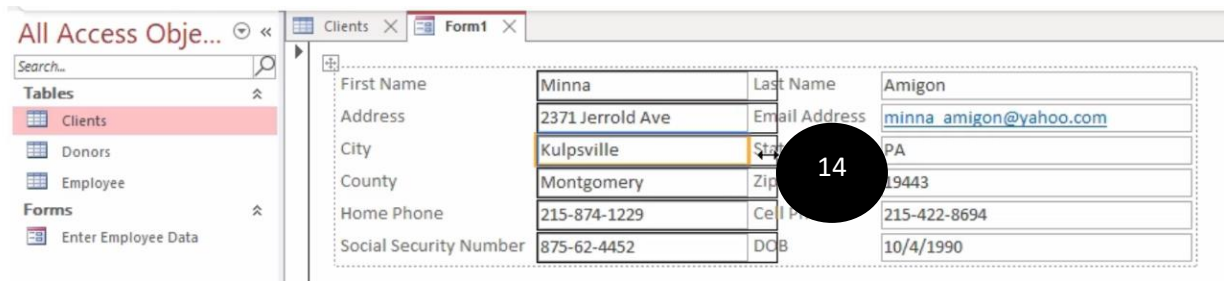 All Access Obje...
Search...
Tables
Clients
Donors
Employee
Forms
Enter Employee Data
Clients Form1
First Name Minna Last Name Amigon
Address 2371 Jerrold Ave Email Address minna_amigon@yahoo.com
City Kulpsville PA
County Montgomery Zip 19443
Home Phone 215-874-1229 Cell 215-422-8694
Social Security Number 875-62-4452 DOB 10/4/1990
14